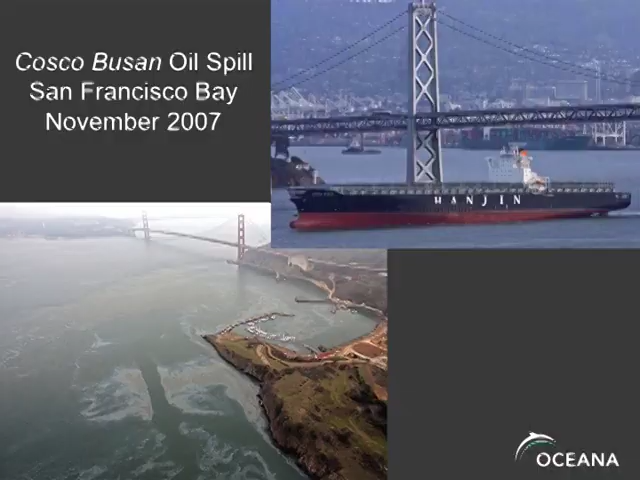 Cosco Busan Oil Spill
San Francisco Bay
November 2007
HANJIN
OCEANA